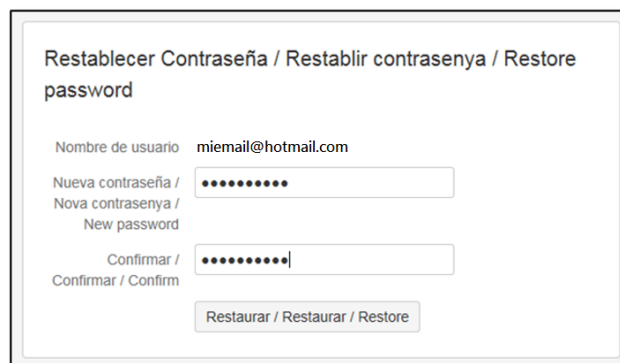 Restablecer Contraseña / Restablir contrasenya / Restore
password
Nombre de usuario miemail@hotmail.com
Nueva contraseña /
Nova contrasenya /
New password
••••••••••
Confirmar /
Confirmar / Confirm
••••••••••
Restaurar / Restaurar / Restore